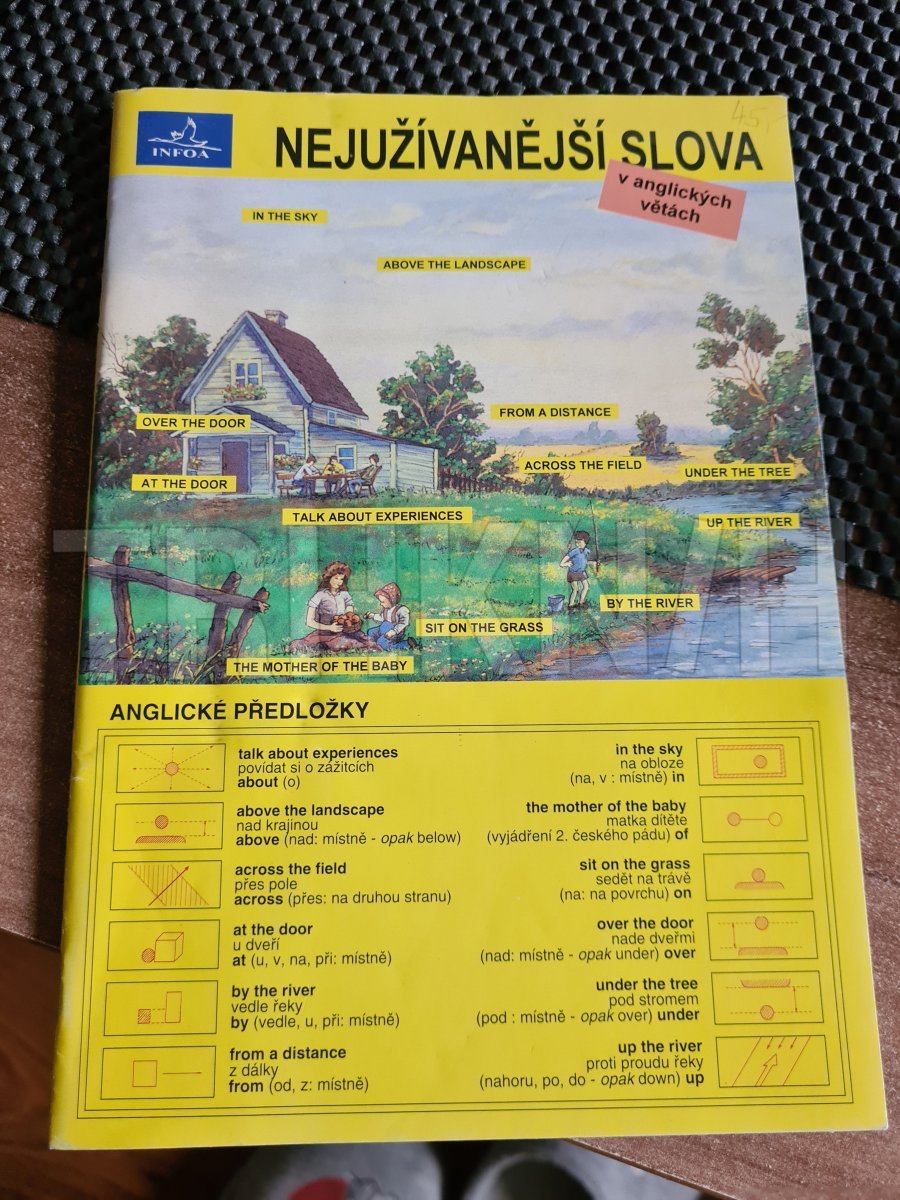 45,-
INFOA
NEJUŽÍVANĚJŠÍ SLOVA
v anglických
větách
IN THE SKY
ABOVE THE LANDSCAPE
OVER THE DOOR
FROM A DISTANCE
AT THE DOOR
ACROSS THE FIELD
UNDER THE TREE
TALK ABOUT EXPERIENCES
UP THE RIVER
BY THE RIVER
SIT ON THE GRASS
THE MOTHER OF THE BABY
ANGLICKÉ PŘEDLOŽKY
talk about experiences
povídat si o zážitcích
about (o)
above the landscape
nad krajinou
above (nad: místně - opak below)
across the field
přes pole
across (přes: na druhou stranu)
at the door
u dveří
at (u, v, na, při: místně)
by the river
vedle řeky
by (vedle, u, při: místně)
from a distance
z dálky
from (od, z: místně)
in the sky
na obloze
(na, v : místně) in
the mother of the baby
matka dítěte
(vyjádření 2. českého pádu) of
sit on the grass
sedět na trávě
(na: na povrchu) on
over the door
nade dveřmi
(nad: místně - opak under) over
under the tree
pod stromem
(pod : místně - opak over) under
up the river
proti proudu řeky
(nahoru, po, do - opak down) up